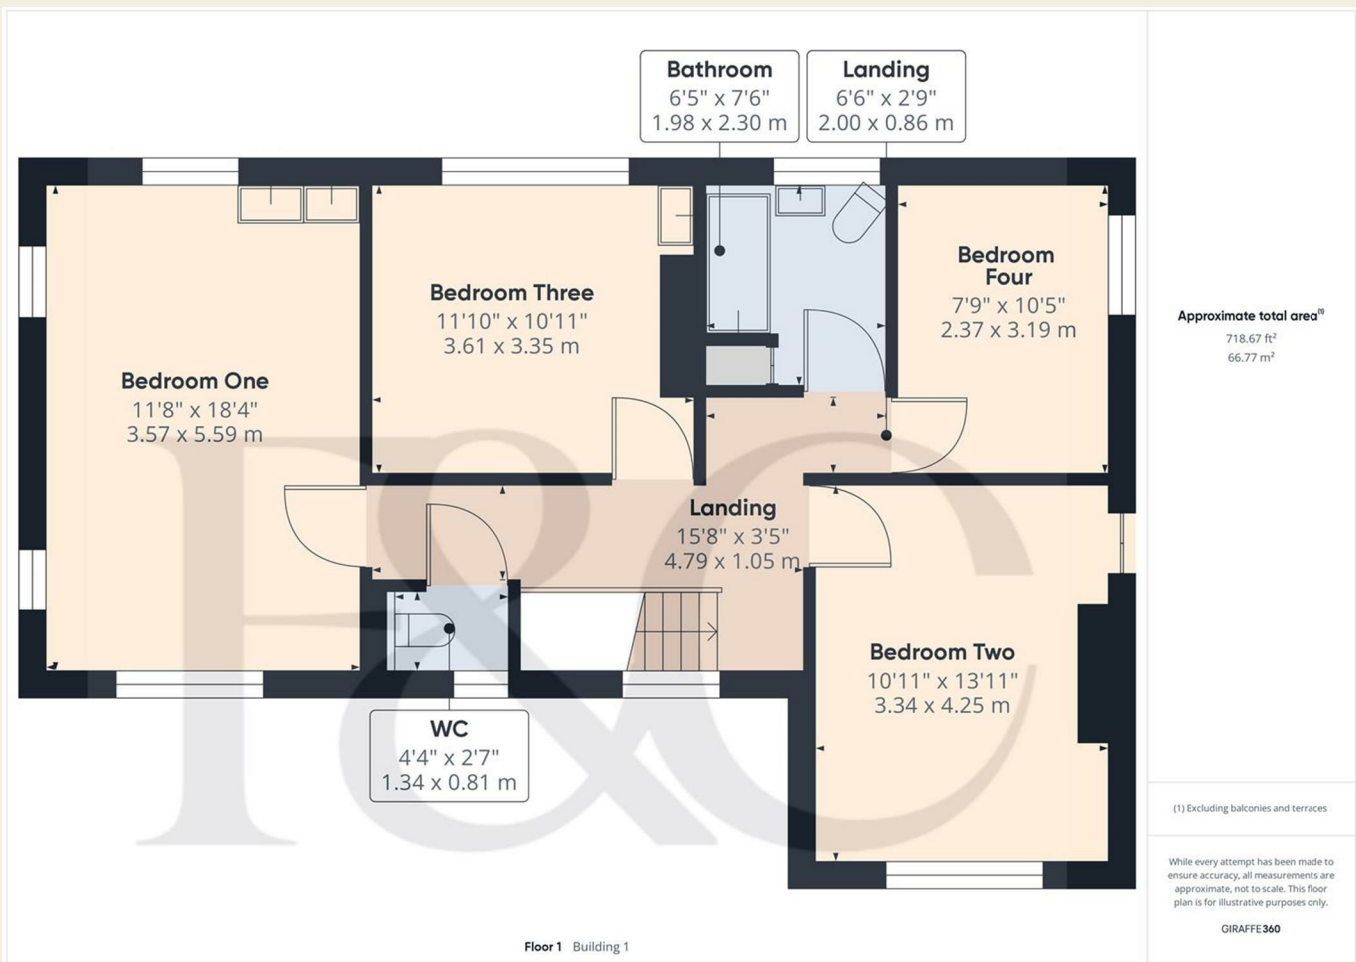 Bathroom
6'5" x 7'6"
1.98 x 2.30 m
Landing
6'6" x 2'9"
2.00 x 0.86 m
Bedroom One
11'8" x 18'4"
3.57 x 5.59 m
Bedroom Three
11'10" x 10'11"
3.61 x 3.35 m
Bedroom
Four
7'9" x 10'5"
2.37 x 3.19 m
Landing
15'8" x 3'5"
4.79 x 1.05 m
Bedroom Two
10'11" x 13'11"
3.34 x 4.25 m
WC
4'4" x 2'7"
1.34 x 0.81 m
F&C
Floor 1 Building 1
Approximate total area(1)
718.67 ft²
66.77 m²
(1) Excluding balconies and terraces
While every attempt has been made to
ensure accuracy, all measurements are
approximate, not to scale. This floor
plan is for illustrative purposes only.
GIRAFFE360